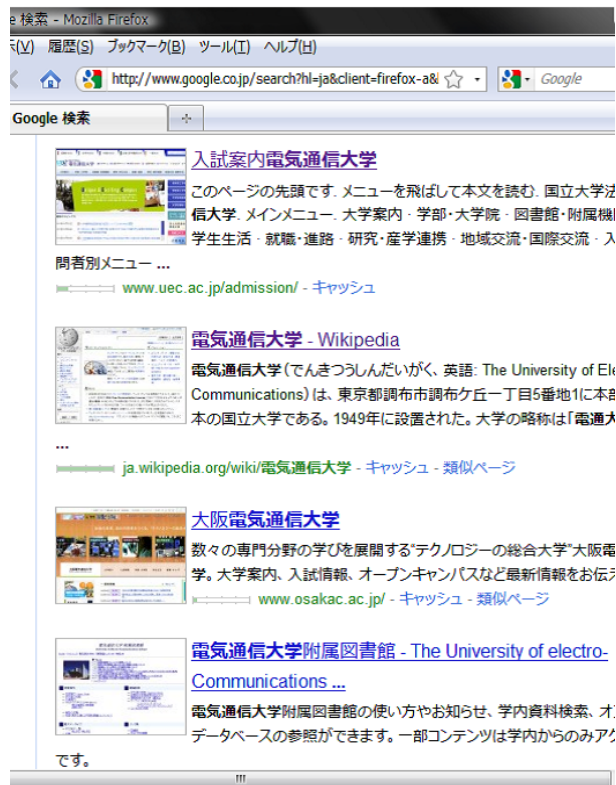 e 検索 - Mozilla Firefox
(V) 履歴(S) ブックマーク(B) ツール(T) ヘルプ(H)
http://www.google.co.jp/search?hl=ja&client=firefox-a& Google
Google 検索
入試案内電気通信大学
このページの先頭です. メニューを飛ばして本文を読む. 国立大学法
信大学. メインメニュー. 大学案内 · 学部・大学院 · 図書館・附属機
学生生活 · 就職・進路 · 研究・産学連携 · 地域交流・国際交流 · 入
問者別メニュー ...
www.uec.ac.jp/admission/ - キャッシュ
電気通信大学 - Wikipedia
電気通信大学（でんきつうしんだいがく、英語: The University of Ele
Communications）は、東京都調布市調布ケ丘一丁目5番地1に本部
本の国立大学である。1949年に設置された。大学の略称は「電通大
...
ja.wikipedia.org/wiki/電気通信大学 - キャッシュ - 類似ページ
大阪電気通信大学
数々の専門分野の学びを展開する“テクノロジーの総合大学”大阪電
学。大学案内、入試情報、オープンキャンパスなど最新情報をお伝え
www.osakac.ac.jp/ - キャッシュ - 類似ページ
電気通信大学附属図書館 - The University of electro-
Communications ...
電気通信大学附属図書館の使い方やお知らせ、学内資料検索、オ
データベースの参照ができます。一部コンテンツは学内からのみアク
です。